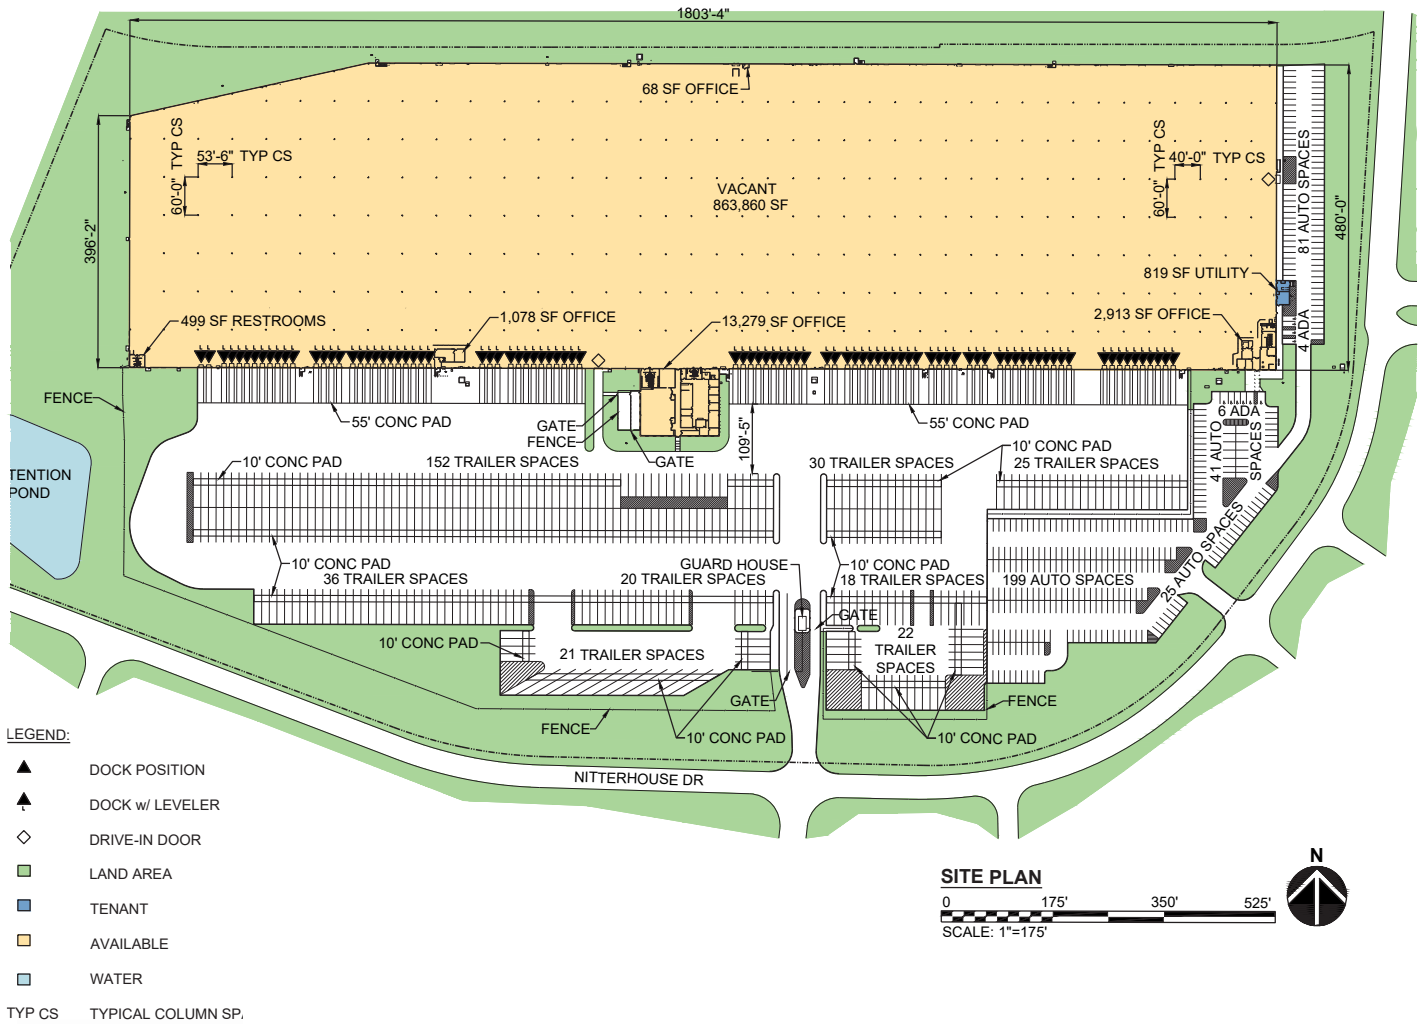 1803'-4"
68 SF OFFICE
396'-2"
60'-0" TYP CS
53'-6" TYP CS
VACANT
863,860 SF
60'-0" TYP CS
40'-0" TYP CS
81 AUTO SPACES
4 ADA
480'-0"
819 SF UTILITY
499 SF RESTROOMS
1,078 SF OFFICE
13,279 SF OFFICE
2,913 SF OFFICE
FENCE
55' CONC PAD
GATE
FENCE
GATE
109'-5"
55' CONC PAD
6 ADA
41 AUTO
SPACES
TENTION
POND
10' CONC PAD
152 TRAILER SPACES
30 TRAILER SPACES
10' CONC PAD
25 TRAILER SPACES
25 AUTO SPACES
10' CONC PAD
36 TRAILER SPACES
20 TRAILER SPACES
GUARD HOUSE
10' CONC PAD
18 TRAILER SPACES
199 AUTO SPACES
GATE
10' CONC PAD
21 TRAILER SPACES
22
TRAILER
SPACES
GATE
FENCE
FENCE
10' CONC PAD
10' CONC PAD
NITTERHOUSE DR
LEGEND:
DOCK POSITION
DOCK w/ LEVELER
DRIVE-IN DOOR
LAND AREA
TENANT
AVAILABLE
WATER
TYP CS TYPICAL COLUMN SP
SITE PLAN
0 175' 350' 525'
SCALE: 1"=175'
N